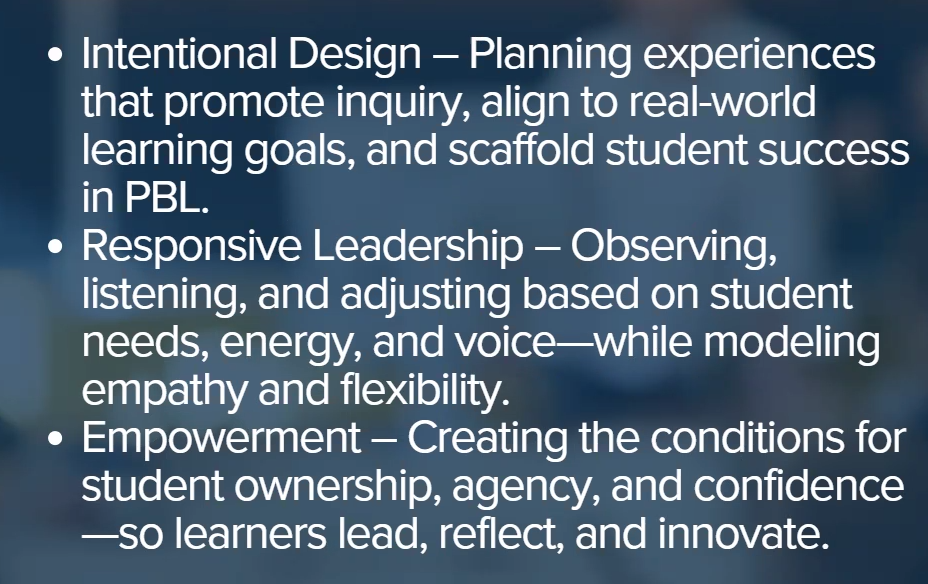 • Intentional Design – Planning experiences
that promote inquiry, align to real-world
learning goals, and scaffold student success
in PBL.
• Responsive Leadership – Observing,
listening, and adjusting based on student
needs, energy, and voice—while modeling
empathy and flexibility.
• Empowerment – Creating the conditions for
student ownership, agency, and confidence
—so learners lead, reflect, and innovate.